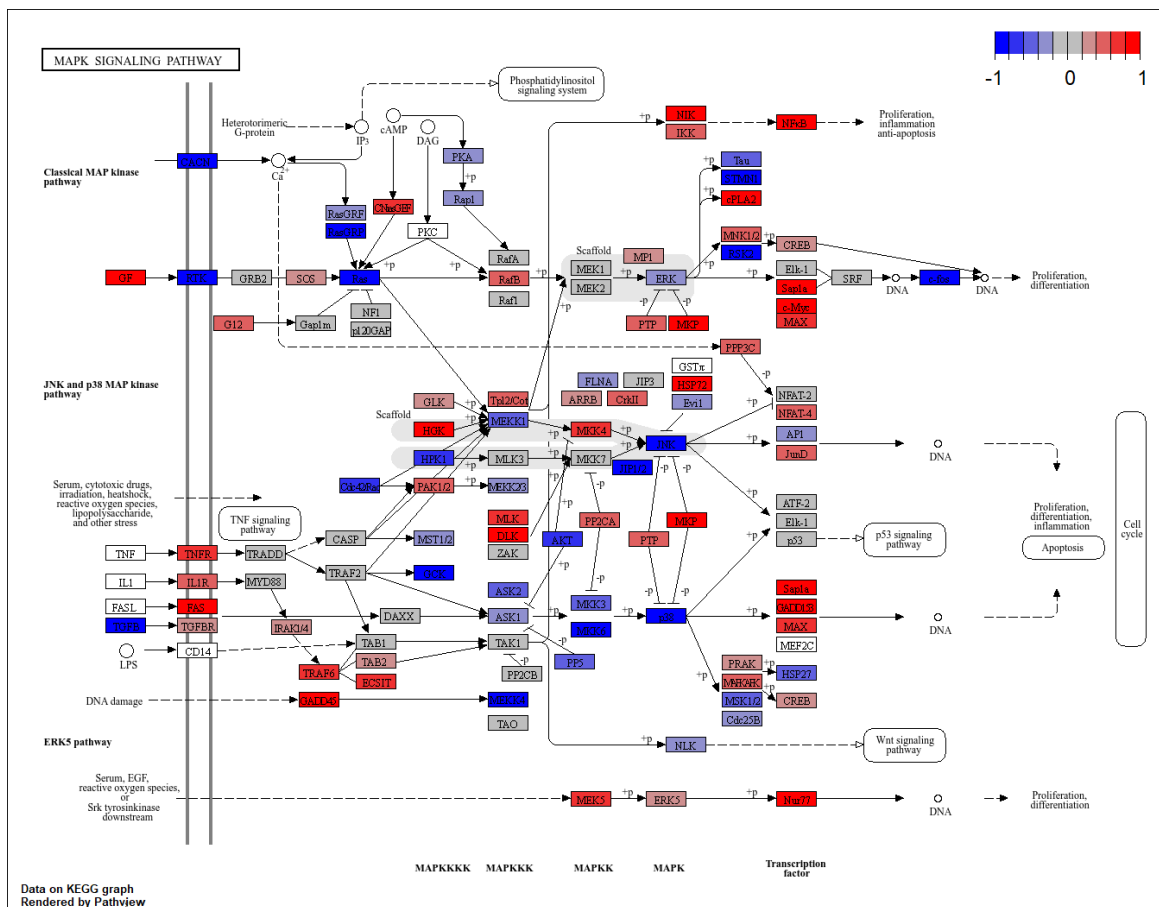 MAPK SIGNALING PATHWAY
-1
0
1
Phosphatidylinositol
signaling system
Heterotorimeric
G-protein
IP3
cAMP
DAG
PKA
+p
NIK
IKK
+p
NFkB
Proliferation,
inflammation
anti-apoptosis
CACN
Ca2+
Classical MAP kinase
pathway
RasGRF
RasGRP
CNrasGEF
Rap1
PKC
+p
Tau
STMN1
cPLA2
RafA
Scaffold
MP1
MNK1/2
+p
RSK2
CREB
GF
RTK
GRB2
SOS
Ras
+p
+p
RafB
+p
MEK1
MEK2
+p
ERK
+p
Elk-1
Sap1a
SRF
DNA
c-fos
DNA
Proliferation,
differentiation
Raf1
-p
-p
c-Myc
MAX
G12
Gap1m
NF1
p120GAP
+p
PTP
MKP
PPP3C
-p
JNK and p38 MAP kinase
pathway
GSTπ
FLNA
JIP3
HSP72
NFAT-2
GLK
Tpl2/Cot
ARRB
CrkII
Evi1
NFAT-4
Scaffold
+p
+p
MEKK1
+p
+p
HGK
+p
MKK4
+p
JNK
+p
AP1
JunD
DNA
HPK1
+p
MLK3
+p
MKK7
+p
JIP1/2
Cdc42/Rac
PAK1/2
+p
MEKK2/3
-p
-p
-p
+p
Serum, cytotoxic drugs,
irradiation, heatshock,
reactive oxygen species,
lipopolysaccharide,
and other stress
TNF signaling
pathway
MLK
DLK
ZAK
PP2CA
AKT
PTP
MKP
ATF-2
Elk-1
p53
p53 signaling
pathway
Proliferation,
differentiation,
inflammation
Apoptosis
Cell
cycle
TNF
TNFR
TRADD
CASP
MST1/2
+p
IL1
IL1R
MYD88
TRAF2
GCK
+p
-p
-p
-p
ASK2
MKK3
Sap1a
FASL
FAS
DAXX
ASK1
+p
+p
p38
+p
GADD153
DNA
TGFB
TGFBR
IRAK1/4
MKK6
MAX
LPS
CD14
TAB1
TAK1
-p
MEF2C
TAB2
-p
PP5
PRAK
+p
HSP27
TRAF6
ECSIT
PP2CB
+p
+p
MSK1/2
CREB
DNA damage
GADD45
MEKK4
Cdc25B
TAO
ERK5 pathway
+p
NLK
Wnt signaling
pathway
Serum, EGF,
reactive oxygen species,
or
Srk tyrosinkinase
downstream
MEK5
+p
ERK5
+p
Nur77
DNA
Proliferation,
differentiation
MAPKKKK
MAPKKK
MAPKK
MAPK
Transcription
factor
Data on KEGG graph
Rendered by Pathview